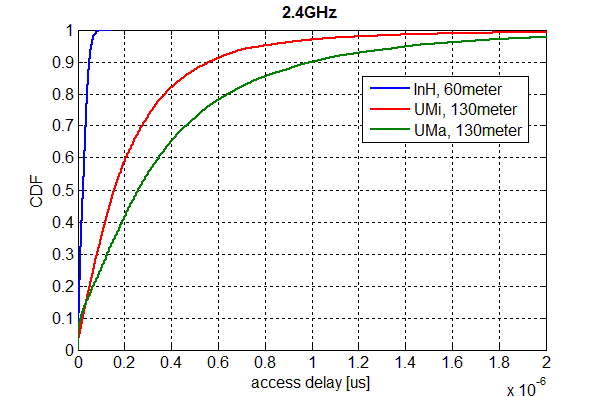 2.4GHz
1
0.9
0.8
0.7
0.6
0.5
0.4
0.3
0.2
0.1
0
CDF
InH, 60meter
UMi, 130meter
UMa, 130meter
0 0.2 0.4 0.6 0.8 1 1.2 1.4 1.6 1.8 2
access delay [us]
x 10^-6